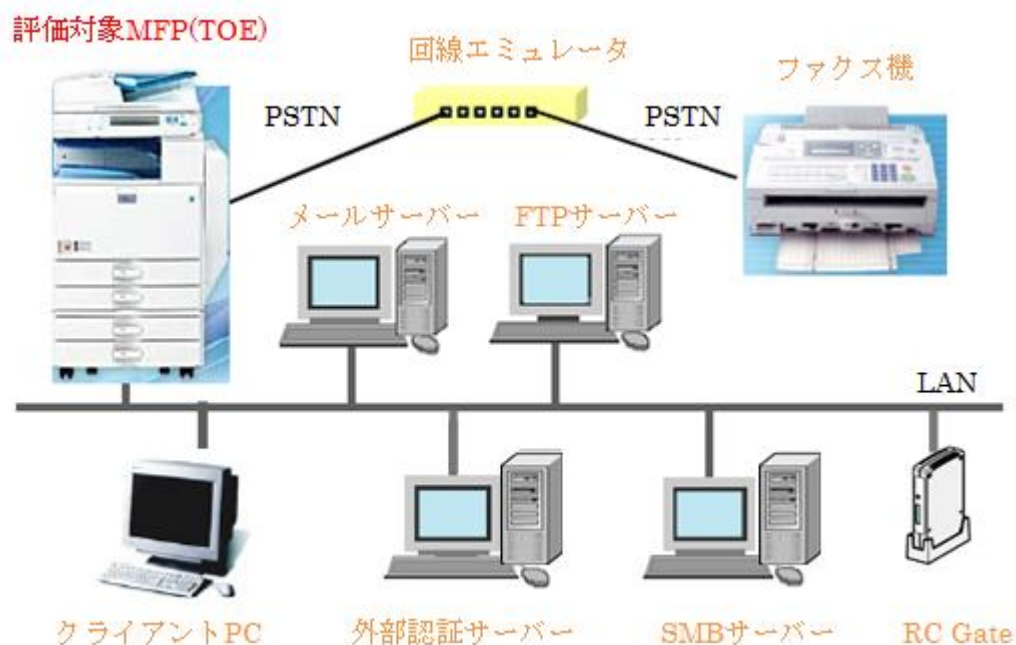 評価対象MFP(TOE)
回線エミュレータ
ファクス機
PSTN
PSTN
メールサーバー
FTPサーバー
LAN
クライアントPC
外部認証サーバー
SMBサーバー
RC Gate